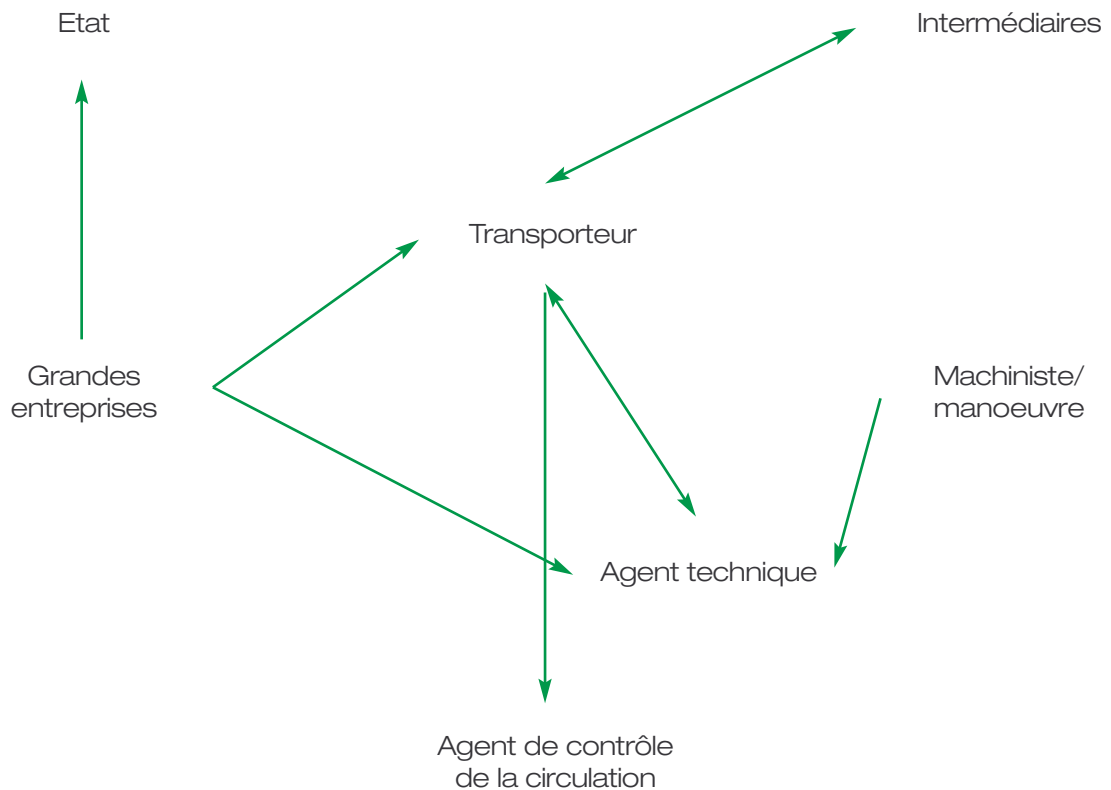 Etat
Intermédiaires
Transporteur
Grandes
entreprises
Machiniste/
manoeuvre
Agent technique
Agent de contrôle
de la circulation